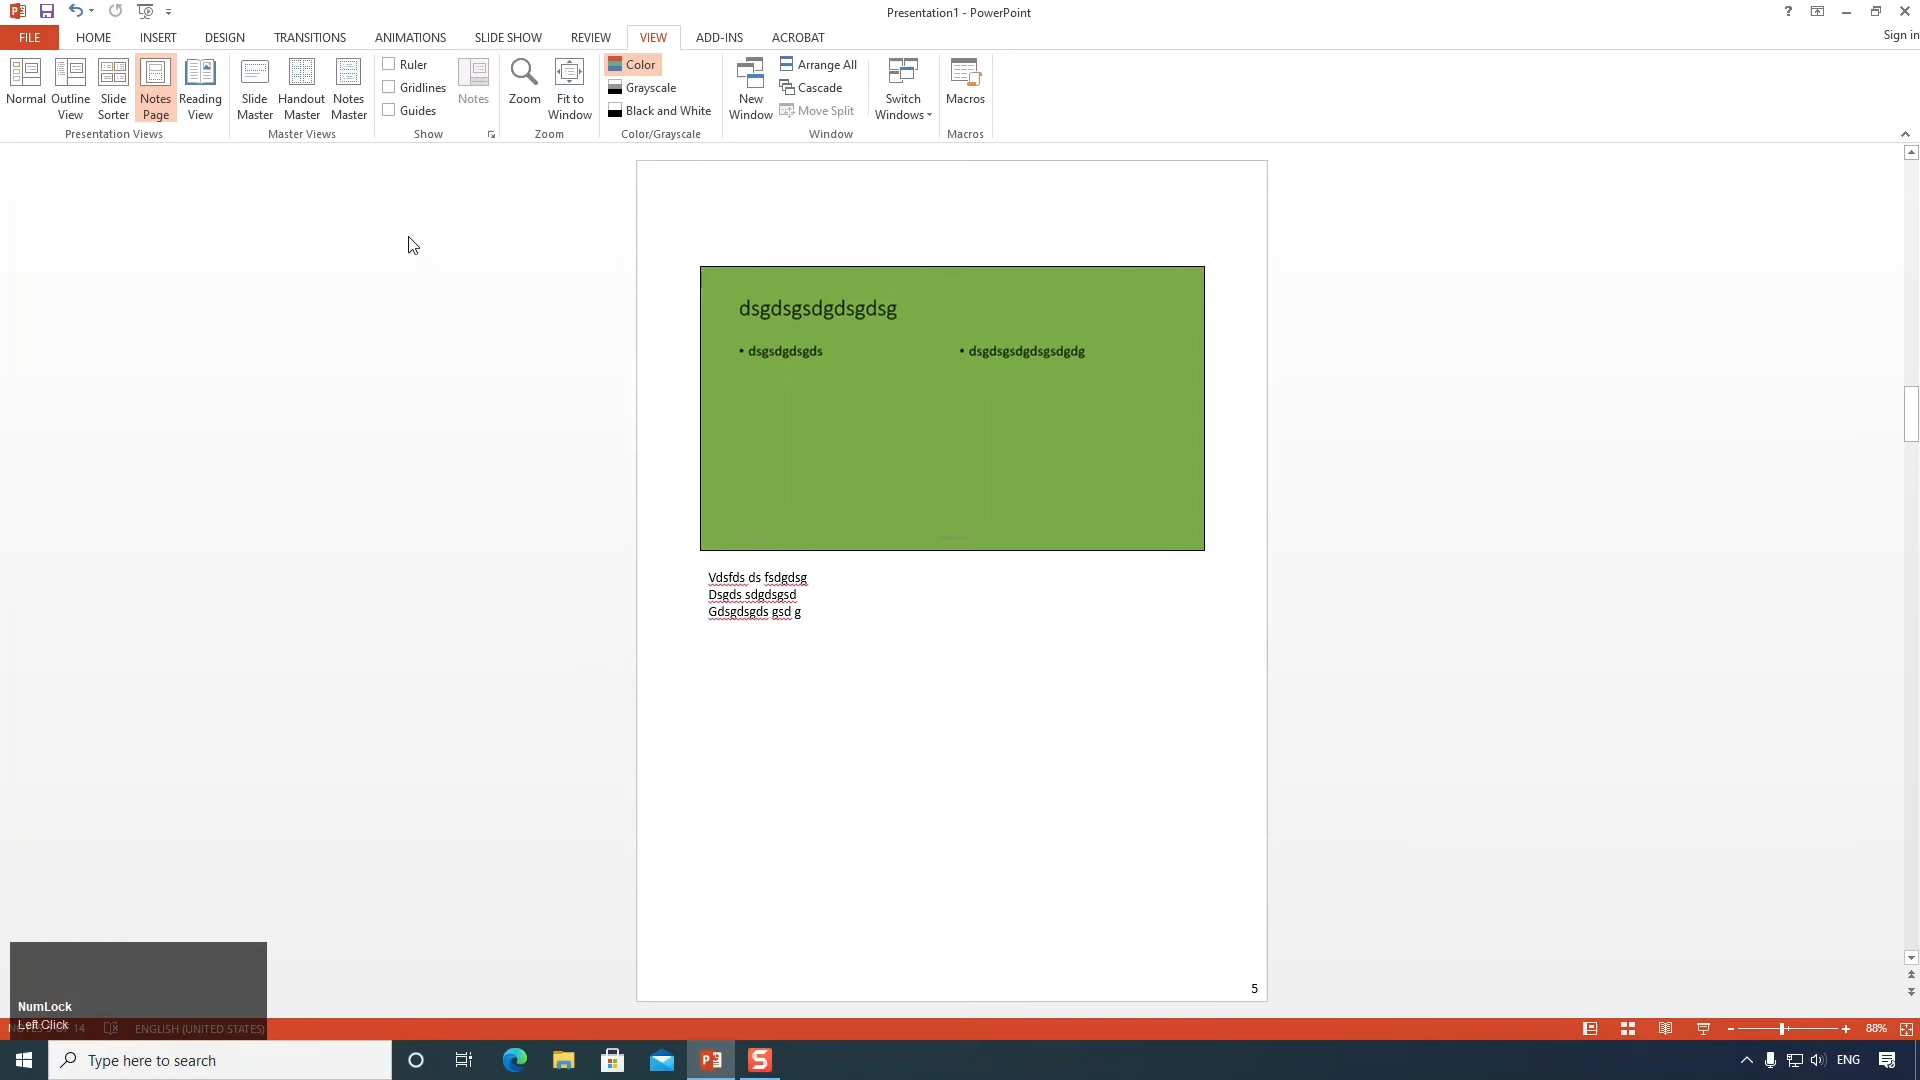 Presentation1 - PowerPoint
?
FILE HOME INSERT DESIGN TRANSITIONS ANIMATIONS SLIDE SHOW REVIEW VIEW ADD-INS ACROBAT
Sign in
Normal
Outline View
Slide Sorter
Notes Page
Reading View
Presentation Views
Slide Master
Handout Master
Notes Master
Master Views
Ruler
Gridlines
Guides
Notes
Show
Zoom
Fit to Window
Zoom
Color
Grayscale
Black and White
Color/Grayscale
New Window
Arrange All
Cascade
Move Split
Switch Windows
Window
Macros
Macros
dsgdsgsdgdsgdsg
• dsgsdgdsgds
• dsgdsgsdgdsgsdgdg
Vdsfds ds fsdgdsg
Dsgds sdgdsgsd
Gdsgdsgds gsd g
5
NumLock
Left Click
14 ENGLISH (UNITED STATES)
88%
Type here to search
ENG